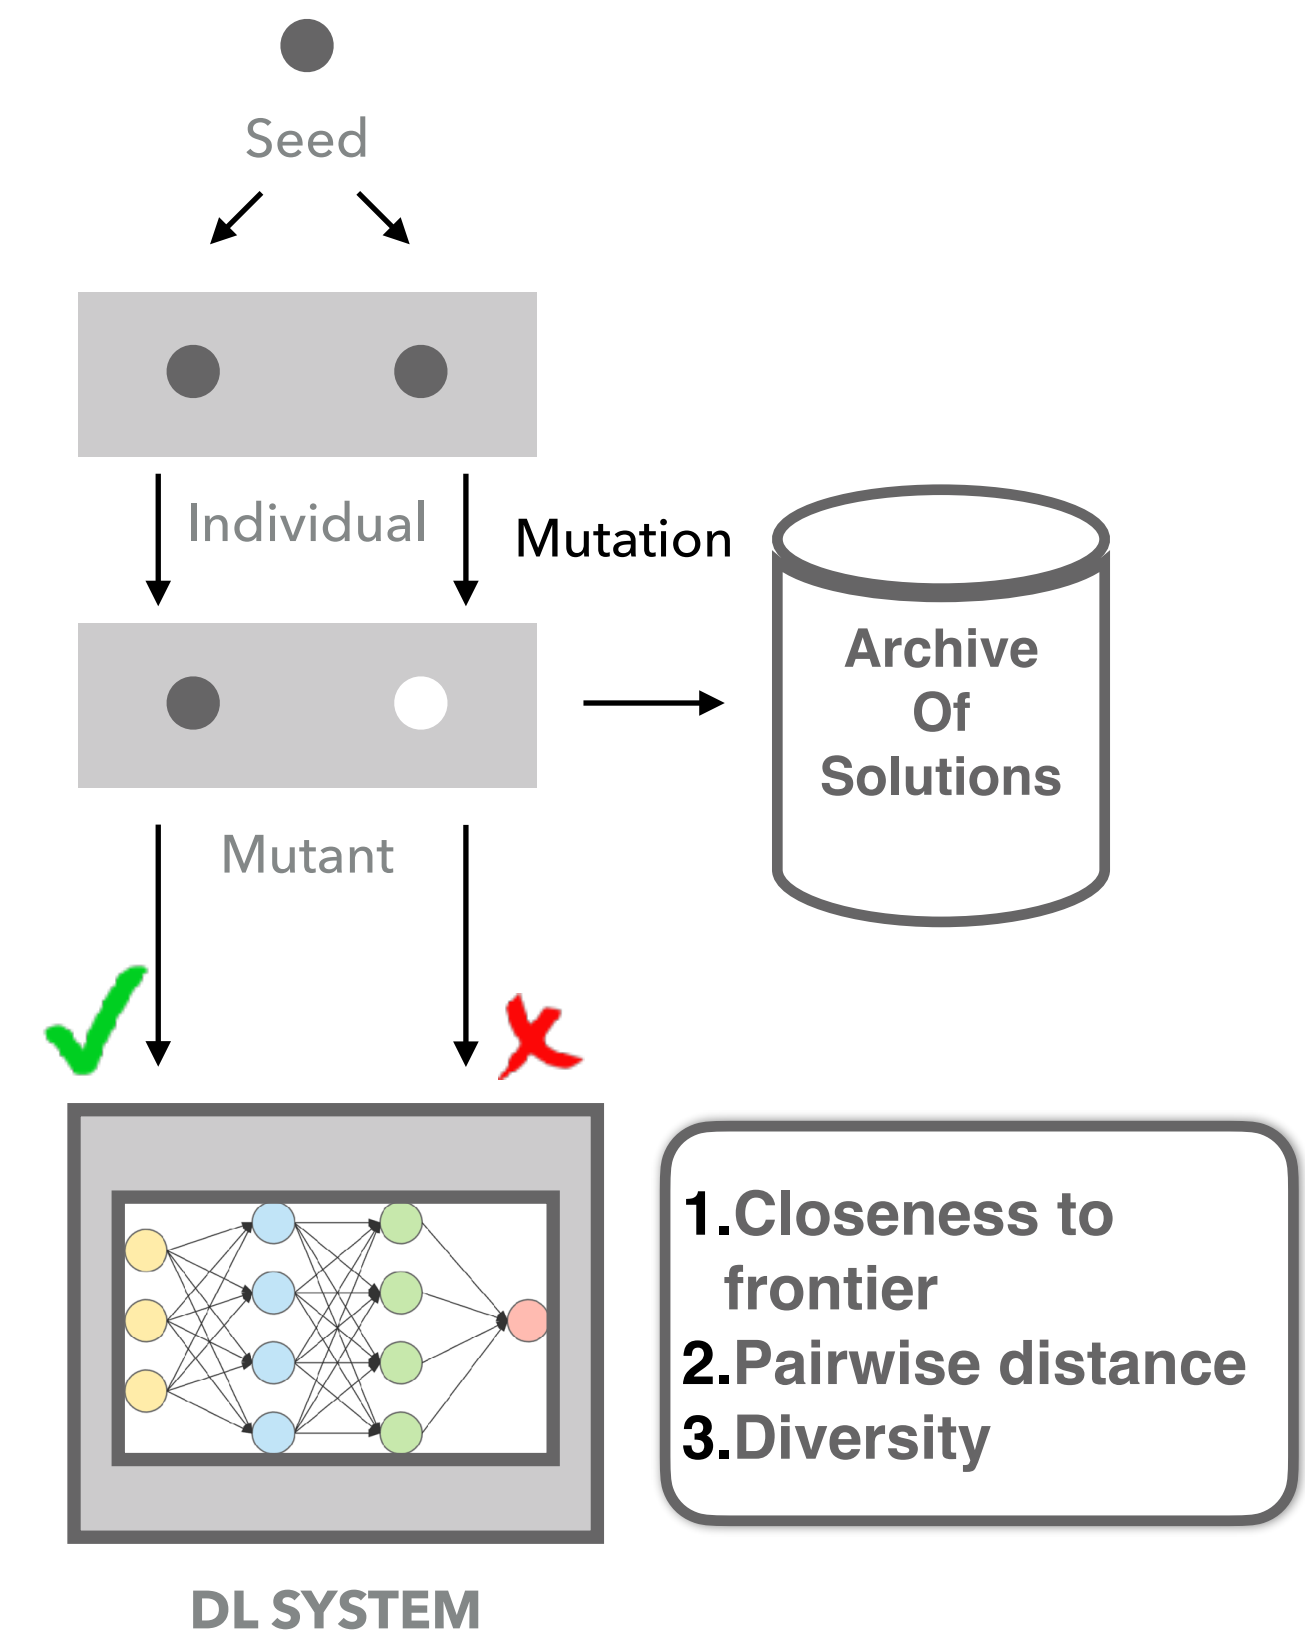 Seed
Individual
Mutation
Archive
Of
Solutions
Mutant
1.Closeness to
frontier
2.Pairwise distance
3.Diversity
DL SYSTEM